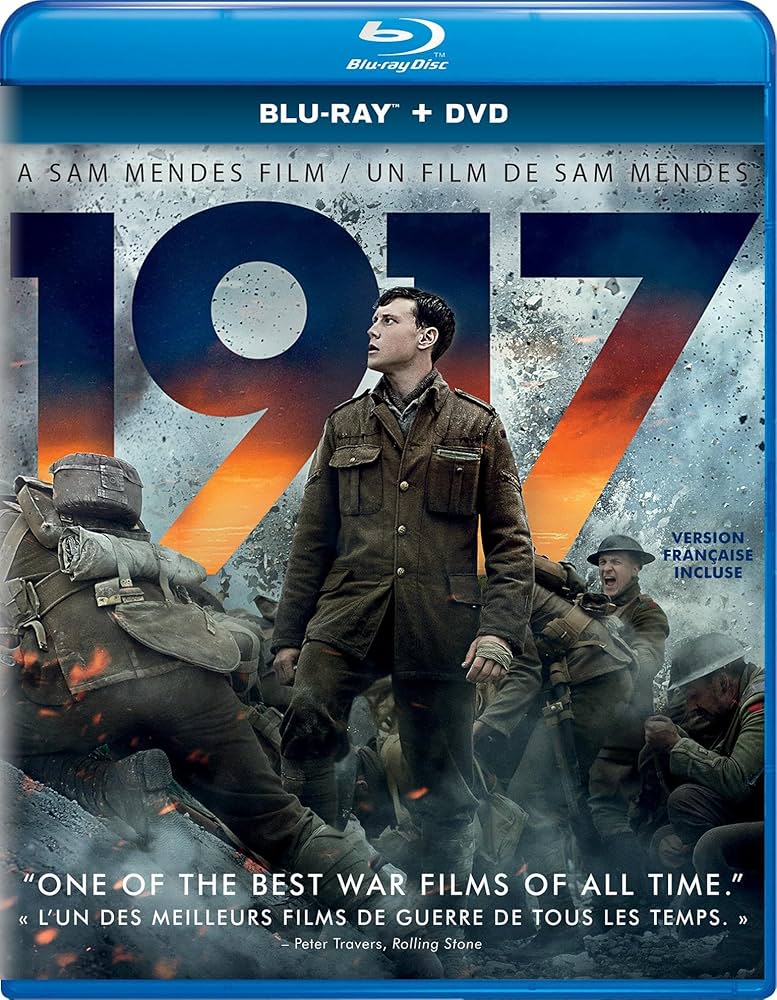 Blu-ray Disc™
BLU-RAY™ + DVD
A SAM MENDES FILM / UN FILM DE SAM MENDES
1917
VERSION
FRANÇAISE
INCLUSE
“ONE OF THE BEST WAR FILMS OF ALL TIME.”
« L’UN DES MEILLEURS FILMS DE GUERRE DE TOUS LES TEMPS. »
– Peter Travers, Rolling Stone